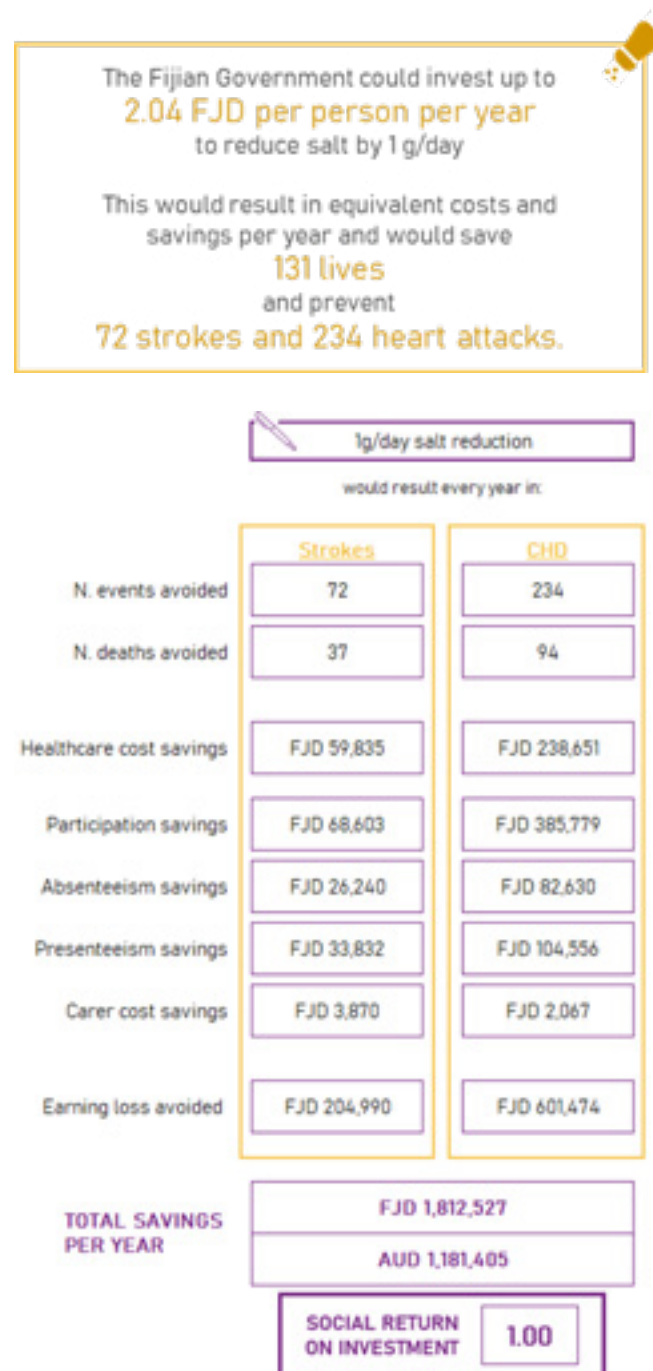 The Fijian Government could invest up to
2.04 FJD per person per year
to reduce salt by 1 g/day
This would result in equivalent costs and
savings per year and would save
131 lives
and prevent
72 strokes and 234 heart attacks.
1g/day salt reduction
would result every year in:
Strokes CHD
N. events avoided 72 234
N. deaths avoided 37 94
Healthcare cost savings FJD 59,835 FJD 238,651
Participation savings FJD 68,603 FJD 385,779
Absenteeism savings FJD 26,240 FJD 82,630
Presenteeism savings FJD 33,832 FJD 104,556
Carer cost savings FJD 3,870 FJD 2,067
Earning loss avoided FJD 204,990 FJD 601,474
TOTAL SAVINGS
PER YEAR
FJD 1,812,527
AUD 1,181,405
SOCIAL RETURN
ON INVESTMENT
1.00